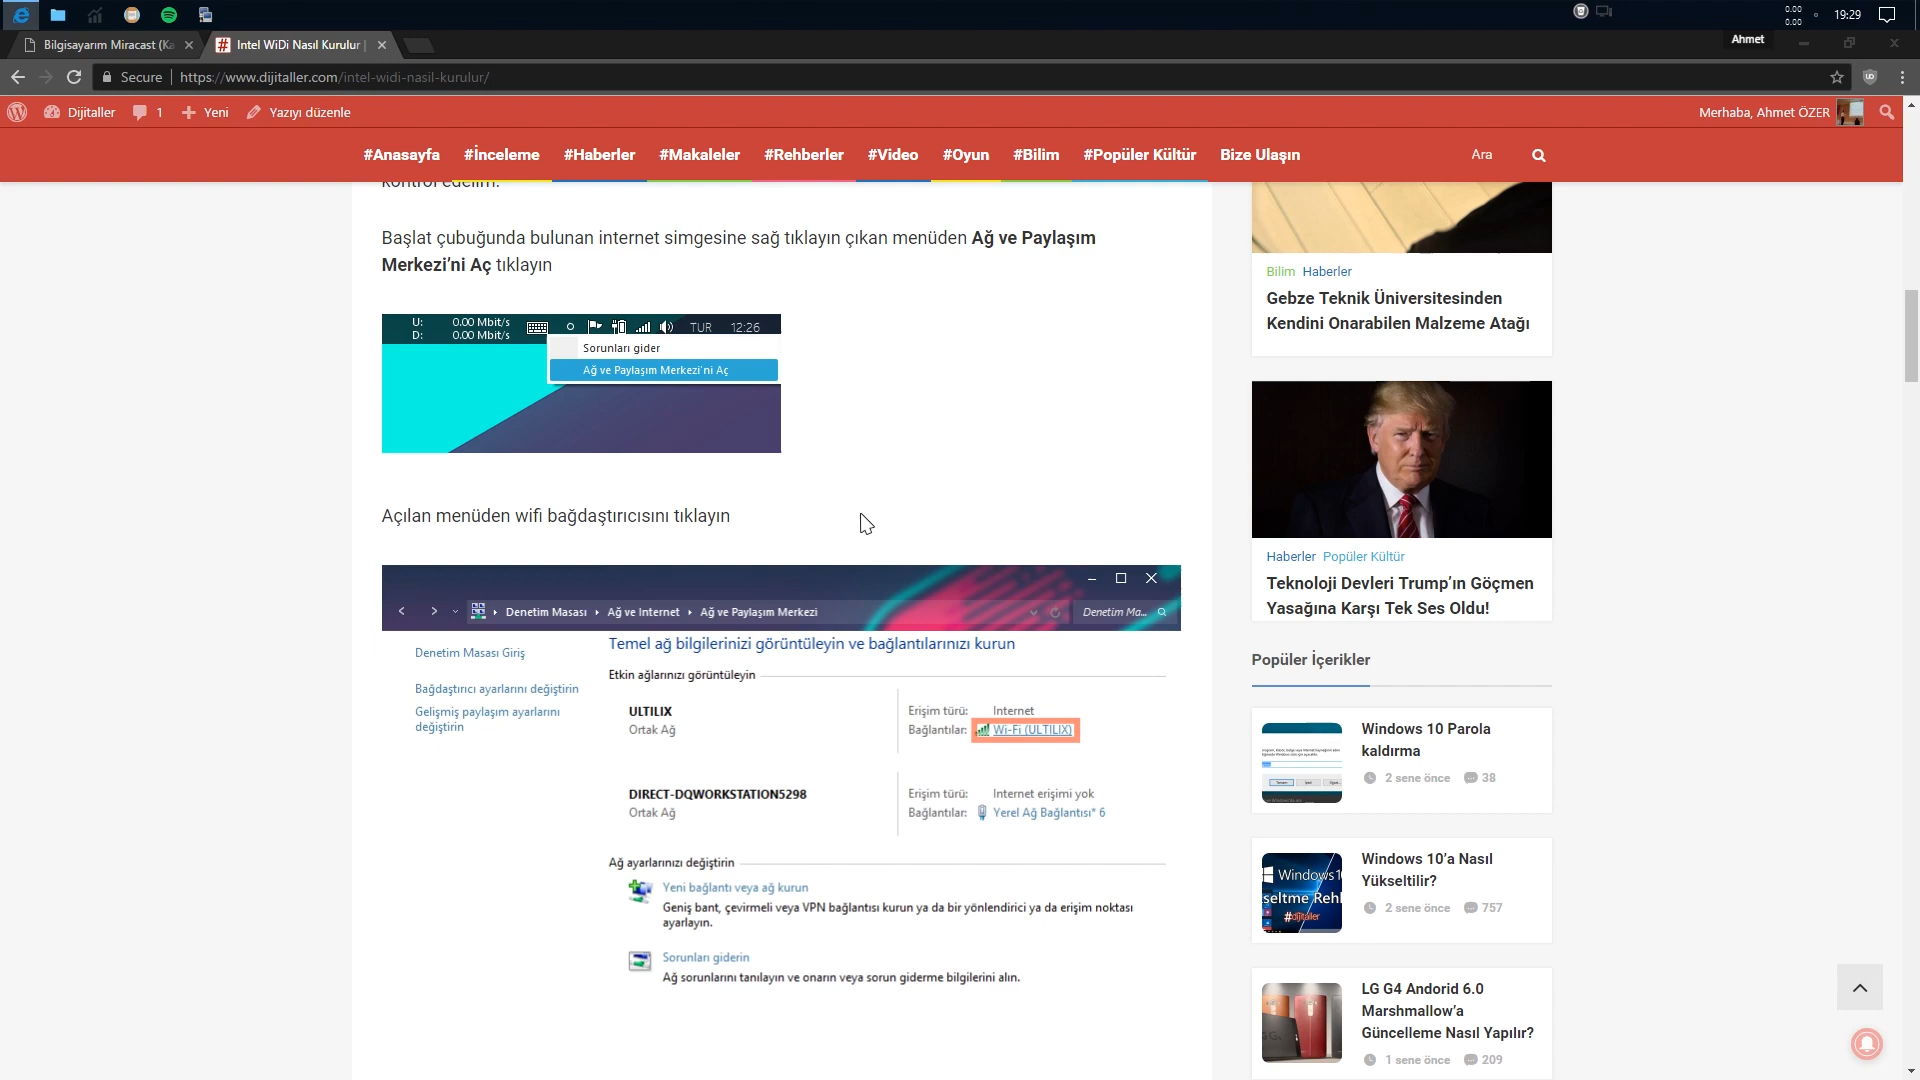 0.00
0.00
19:29
Bilgisayarım Miracast (Ka
Intel WiDi Nasıl Kurulur |
Ahmet
Secure
https://www.dijitaller.com/intel-widi-nasil-kurulur/
Dijitaller
1
Yeni
Yazıyı düzenle
Merhaba, Ahmet ÖZER
#Anasayfa
#İnceleme
#Haberler
#Makaleler
#Rehberler
#Video
#Oyun
#Bilim
#Popüler Kültür
Bize Ulaşın
Ara
kontrol edelim.
Başlat çubuğunda bulunan internet simgesine sağ tıklayın çıkan menüden Ağ ve Paylaşım
Merkezi’ni Aç tıklayın
U: 0.00 Mbit/s
D: 0.00 Mbit/s
TUR 12:26
Sorunları gider
Ağ ve Paylaşım Merkezi'ni Aç
Açılan menüden wifi bağdaştırıcısını tıklayın
Denetim Masası
Ağ ve Internet
Ağ ve Paylaşım Merkezi
Denetim Ma...
Denetim Masası Giriş
Bağdaştırıcı ayarlarını değiştirin
Gelişmiş paylaşım ayarlarını
değiştirin
Temel ağ bilgilerinizi görüntüleyin ve bağlantılarınızı kurun
Etkin ağlarınızı görüntüleyin
ULTILIX
Ortak Ağ
Erişim türü: Internet
Bağlantılar: Wi-Fi (ULTILIX)
DIRECT-DQWORKSTATION5298
Ortak Ağ
Erişim türü: Internet erişimi yok
Bağlantılar: Yerel Ağ Bağlantısı* 6
Ağ ayarlarınızı değiştirin
Yeni bağlantı veya ağ kurun
Geniş bant, çevirmeli veya VPN bağlantısı kurun ya da bir yönlendirici ya da erişim noktası
ayarlayın.
Sorunları giderin
Ağ sorunlarını tanılayın ve onarın veya sorun giderme bilgilerini alın.
Bilim Haberler
Gebze Teknik Üniversitesinden
Kendini Onarabilen Malzeme Atağı
Haberler Popüler Kültür
Teknoloji Devleri Trump’ın Göçmen
Yasağına Karşı Tek Ses Oldu!
Popüler İçerikler
Windows 10 Parola
kaldırma
2 sene önce 38
Windows1
seltme Rehl
#dijitaller
Windows 10’a Nasıl
Yükseltilir?
2 sene önce 757
LG G4 Andorid 6.0
Marshmallow’a
Güncelleme Nasıl Yapılır?
1 sene önce 209